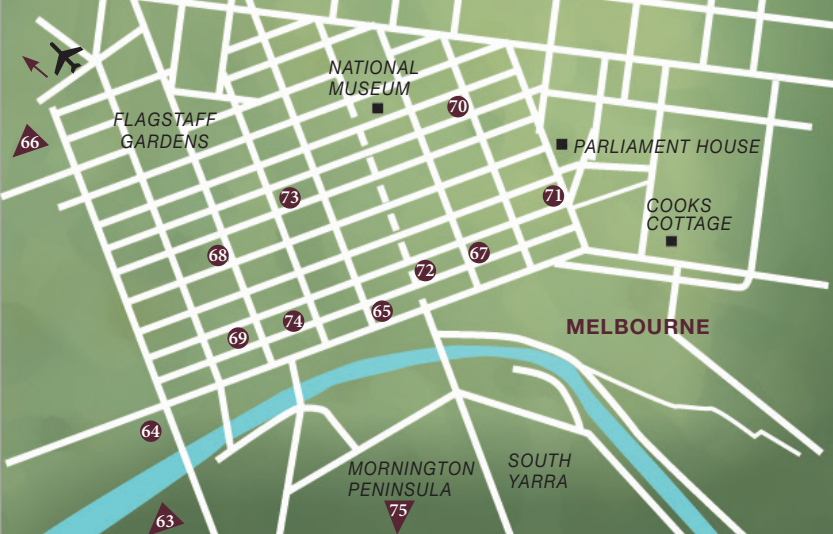 NATIONAL
MUSEUM
70
FLAGSTAFF
GARDENS
66
PARLIAMENT HOUSE
73
71
COOKS
COTTAGE
68
67
72
74
65
69
MELBOURNE
64
MORNINGTON
PENINSULA
75
SOUTH
YARRA
63